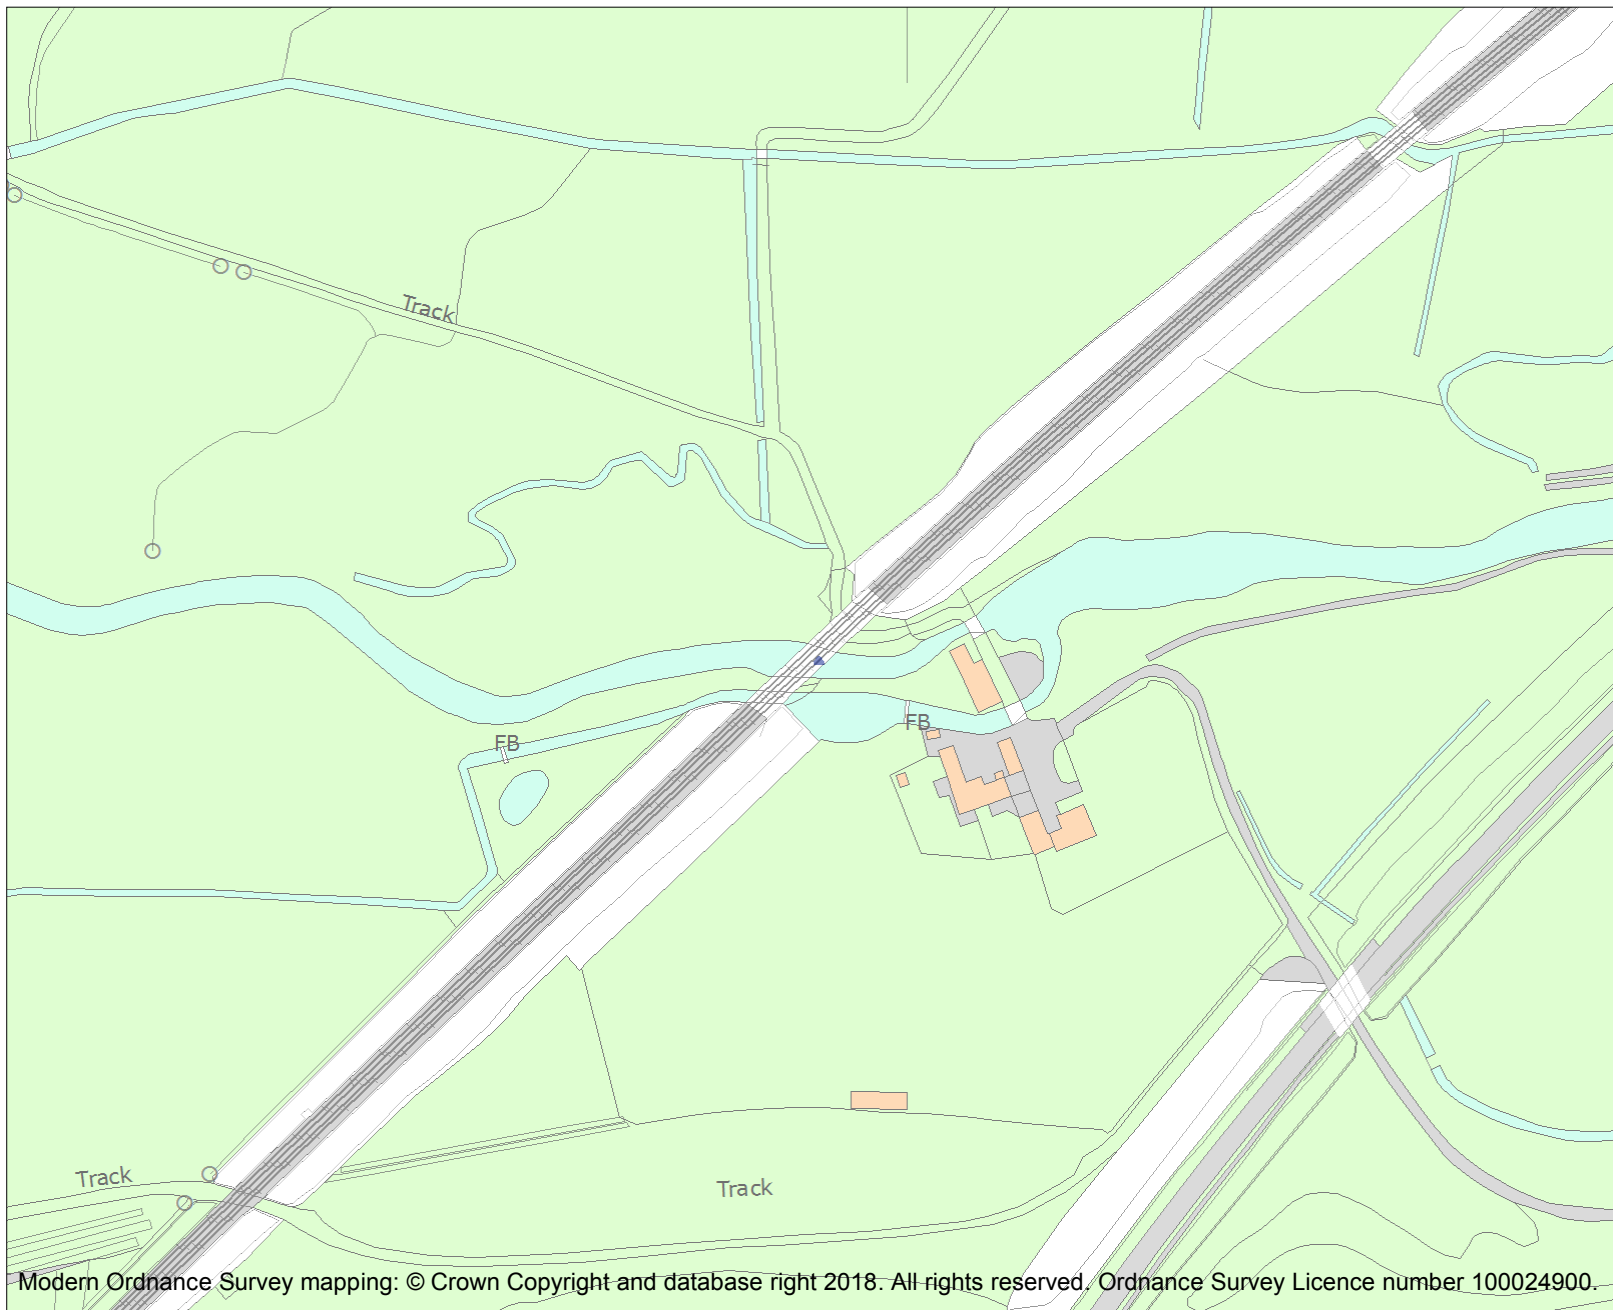 Track
FB
FB
Track
Track
Modern Ordnance Survey mapping: © Crown Copyright and database right 2018. All rights reserved. Ordnance Survey Licence number 100024900.